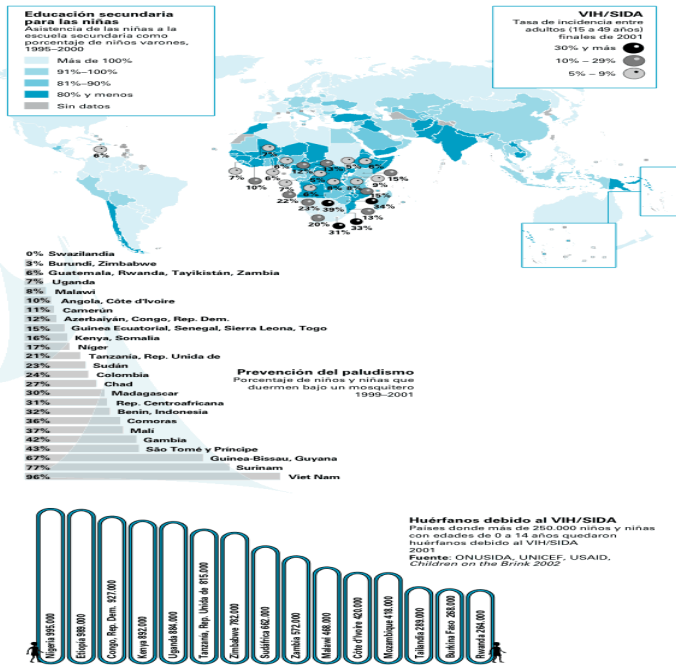 Educación secundaria
para las niñas
Asistencia de las niñas a la
escuela secundaria como
porcentaje de niños varones,
1995–2000
Más de 100%
91%–100%
81%–90%
80% y menos
Sin datos
VIH/SIDA
Tasa de incidencia entre
adultos (15 a 49 años)
finales de 2001
30% y más
10% – 29%
5% – 9%
6%
7%
7%
10%
6%
7%
22%
23%
39%
20%
31%
33%
13%
34%
15%
9%
15%
0% Swazilandia
3% Burundi, Zimbabwe
6% Guatemala, Rwanda, Tayikistán, Zambia
7% Uganda
8% Malawi
10% Angola, Côte d'Ivoire
11% Camerún
12% Azerbaiyán, Congo, Rep. Dem.
15% Guinea Ecuatorial, Senegal, Sierra Leona, Togo
16% Kenya, Somalia
17% Níger
21% Tanzanía, Rep. Unida de
23% Sudán
24% Colombia
27% Chad
30% Madagascar
31% Rep. Centroafricana
32% Benin, Indonesia
36% Comoras
37% Malí
42% Gambia
43% São Tomé y Príncipe
67% Guinea-Bissau, Guyana
77% Surinam
96% Viet Nam
Prevención del paludismo
Porcentaje de niños y niñas que
duermen bajo un mosquitero
1999–2001
Huérfanos debido al VIH/SIDA
Países donde más de 250.000 niños y niñas
con edades de 0 a 14 años quedaron
huérfanos debido al VIH/SIDA
2001
Fuente: ONUSIDA, UNICEF, USAID,
Children on the Brink 2002
Nigeria 995.000
Etiopía 989.000
Congo, Rep. Dem. 927.000
Kenya 892.000
Uganda 884.000
Tanzanía, Rep. Unida de 815.000
Zimbabwe 782.000
Sudáfrica 662.000
Zambia 572.000
Malawi 468.000
Côte d'Ivoire 420.000
Mozambique 418.000
Tailandia 289.000
Burkina Faso 268.000
Rwanda 264.000